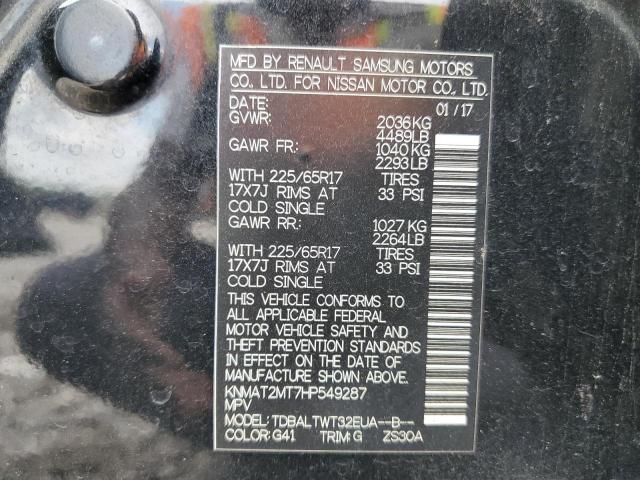 MFD BY RENAULT SAMSUNG MOTORS
CO., LTD. FOR NISSAN MOTOR CO., LTD.
DATE: 01/17
GVWR: 2036KG
4489LB
GAWR FR: 1040KG
2293LB
WITH 225/65R17 TIRES
17X7J RIMS AT 33 PSI
COLD SINGLE
GAWR RR: 1027KG
2264LB
WITH 225/65R17 TIRES
17X7J RIMS AT 33 PSI
COLD SINGLE
THIS VEHICLE CONFORMS TO
ALL APPLICABLE FEDERAL
MOTOR VEHICLE SAFETY AND
THEFT PREVENTION STANDARDS
IN EFFECT ON THE DATE OF
MANUFACTURE SHOWN ABOVE.
KNMAT2MT7HP549287
MPV
MODEL: TDBALTWT32EUA--B--
COLOR: G41 TRIM: G ZS30A